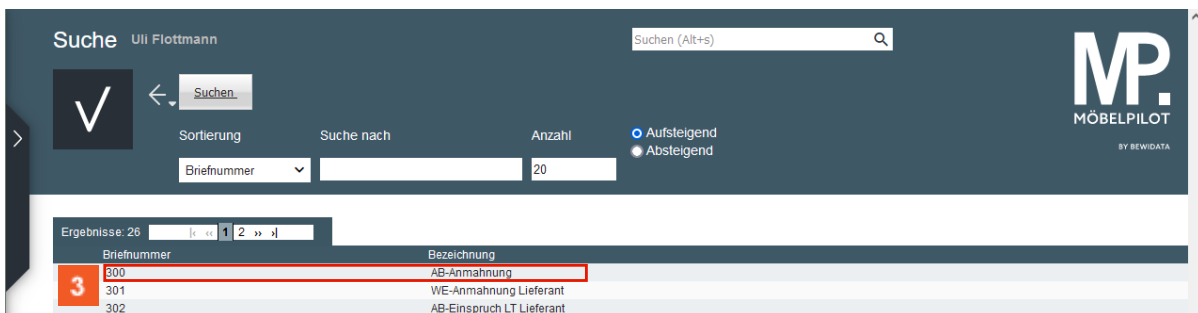 Suche Uli Flottmann
Suchen (Alt+s)
MP.
MÖBELPILOT
BY BEWIDATA
Suchen
Sortierung Suche nach Anzahl
Aufsteigend
Absteigend
Briefnummer 20
Ergebnisse: 26 |‹ ‹‹ 1 2 ›› ›|
Briefnummer Bezeichnung
3
300 AB-Anmahnung
301 WE-Anmahnung Lieferant
302 AB-Einspruch LT Lieferant